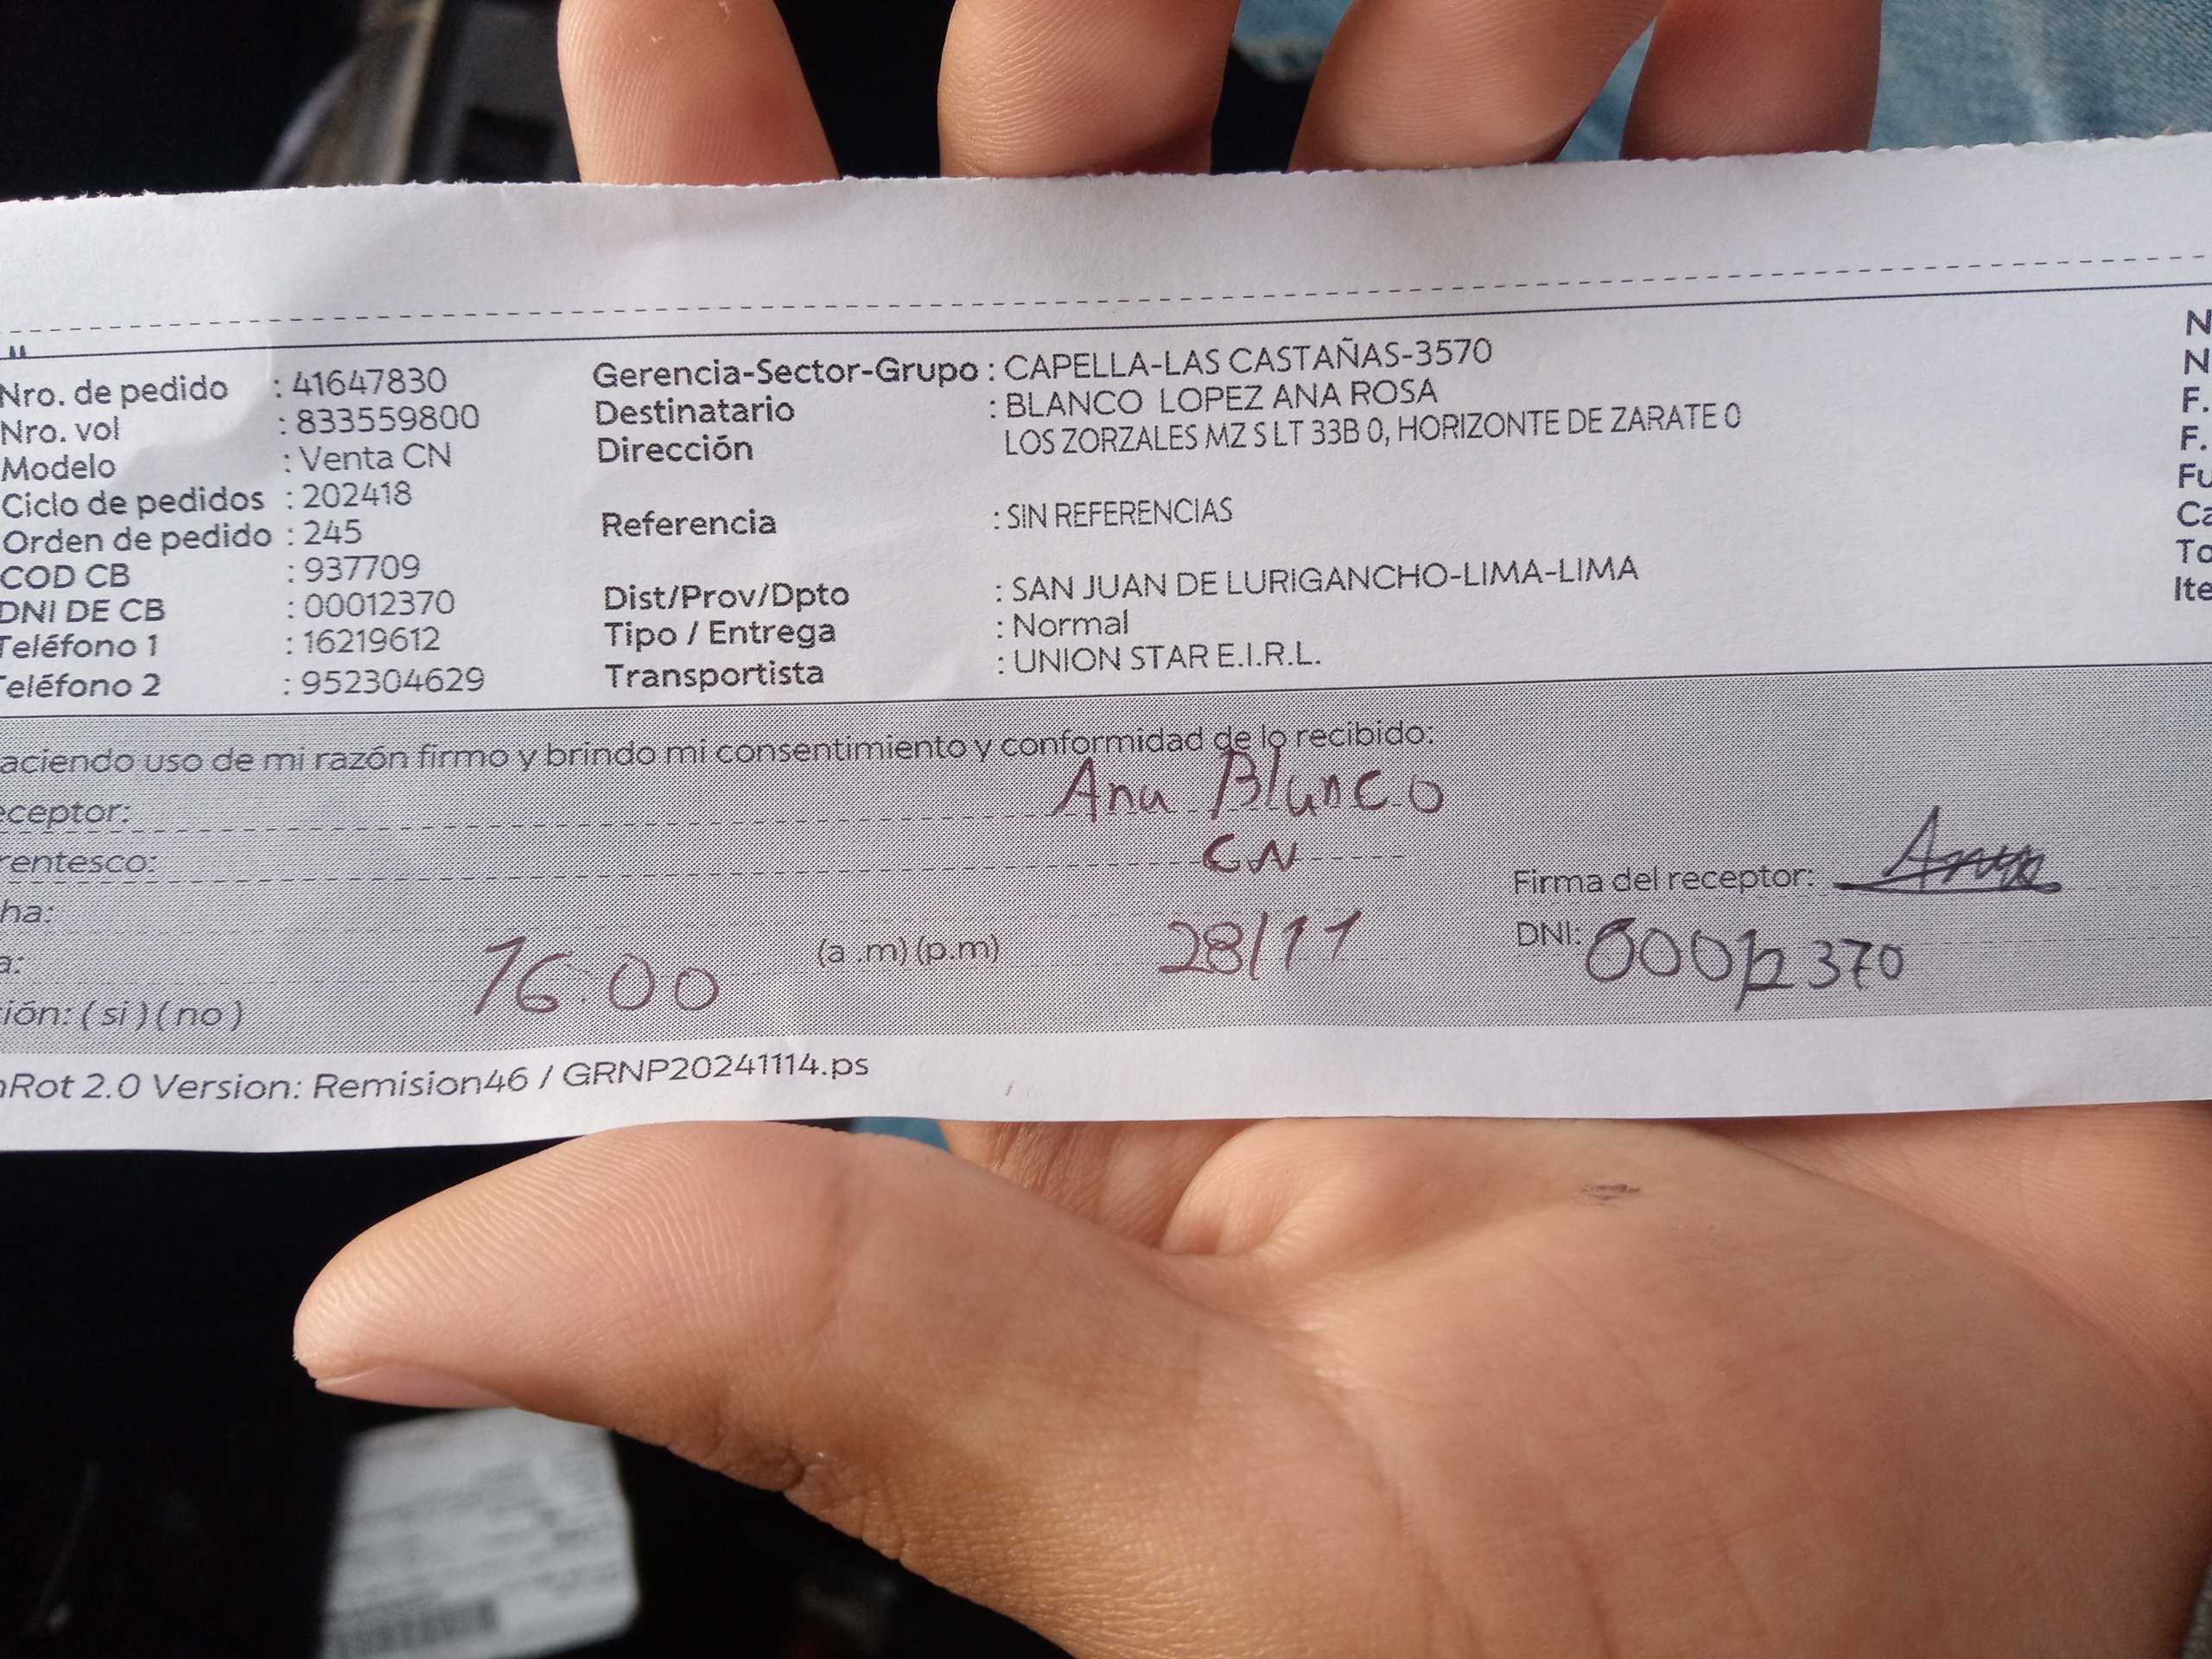 Nro. de pedido : 41647830
Nro. vol : 833559800
Modelo : Venta CN
Ciclo de pedidos : 202418
Orden de pedido : 245
COD CB : 937709
DNI DE CB : 00012370
Teléfono 1 : 16219612
Teléfono 2 : 952304629
Gerencia-Sector-Grupo : CAPELLA-LAS CASTAÑAS-3570
Destinatario : BLANCO LOPEZ ANA ROSA
Dirección LOS ZORZALES MZ S LT 33B 0, HORIZONTE DE ZARATE 0
Referencia : SIN REFERENCIAS
Dist/Prov/Dpto : SAN JUAN DE LURIGANCHO-LIMA-LIMA
Tipo / Entrega : Normal
Transportista : UNION STAR E.I.R.L.
N
N
F.
F.
Fu
Ca
To
Ite
aciendo uso de mi razón firmo y brindo mi consentimiento y conformidad de lo recibido:
eceptor: Ana Blanco
rentesco: CN
ha: 28/11
a: 16:00 (a .m) (p.m)
ión: ( si ) ( no )
Firma del receptor: Ana
DNI: 00012370
nRot 2.0 Version: Remision46 / GRNP20241114.ps